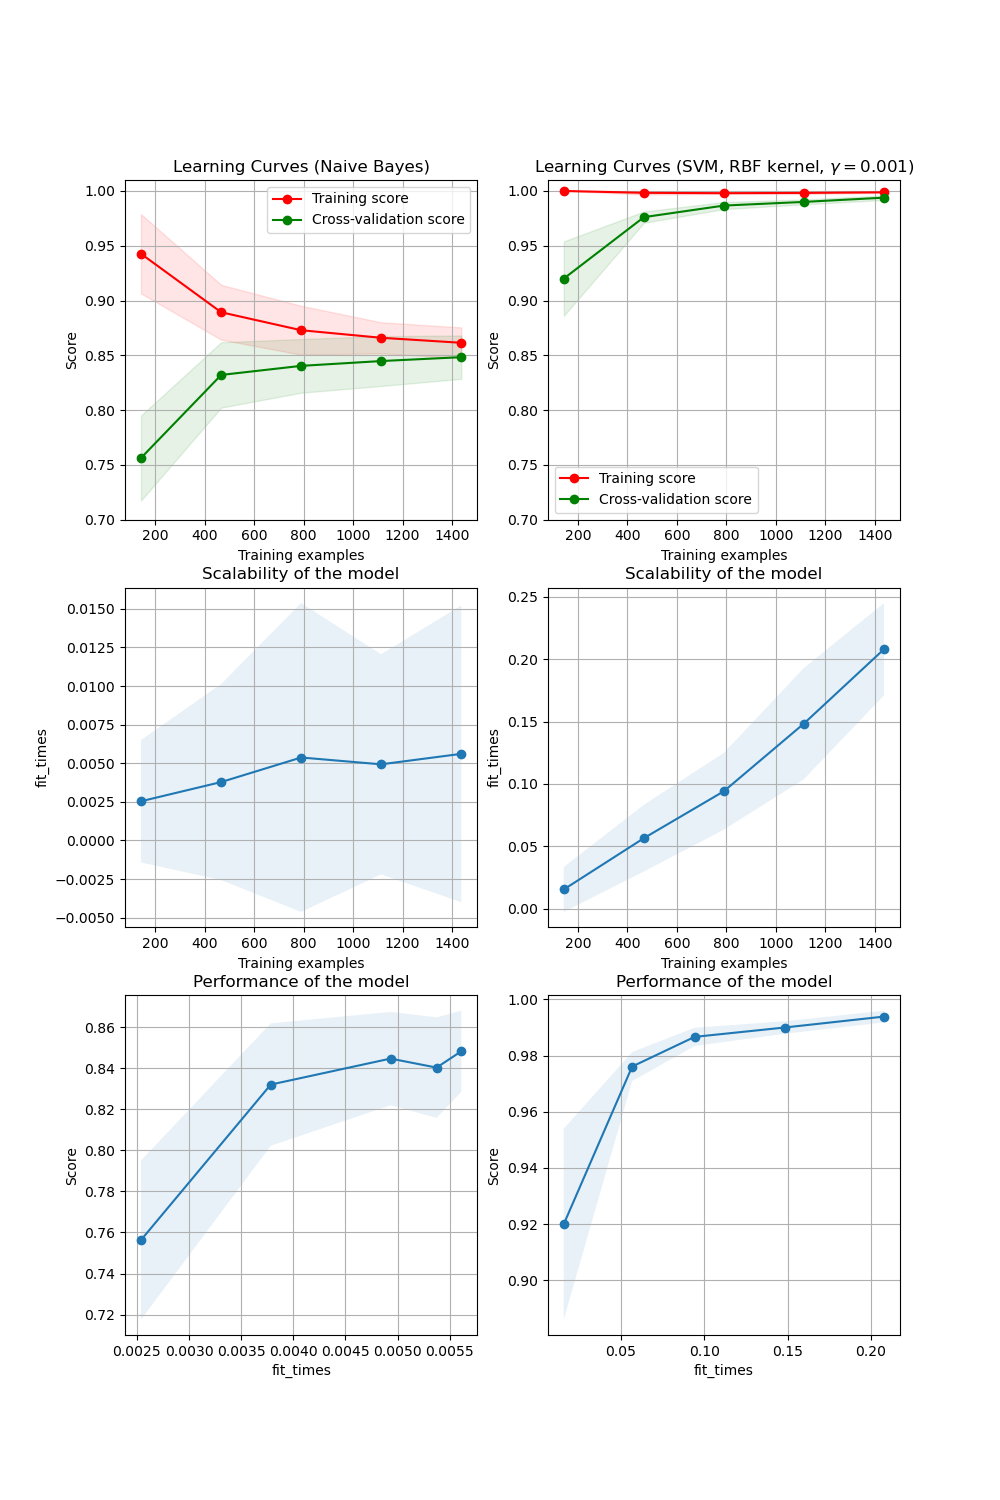 Learning Curves (Naive Bayes)
1.00
0.95
0.90
0.85
0.80
0.75
0.70
Score
Training score
Cross-validation score
200 400 600 800 1000 1200 1400
Training examples
Learning Curves (SVM, RBF kernel, γ = 0.001)
1.00
0.95
0.90
0.85
0.80
0.75
0.70
Score
Training score
Cross-validation score
200 400 600 800 1000 1200 1400
Training examples
Scalability of the model
0.0150
0.0125
0.0100
0.0075
0.0050
0.0025
0.0000
−0.0025
−0.0050
fit_times
200 400 600 800 1000 1200 1400
Training examples
Scalability of the model
0.25
0.20
0.15
0.10
0.05
0.00
fit_times
200 400 600 800 1000 1200 1400
Training examples
Performance of the model
0.86
0.84
0.82
0.80
0.78
0.76
0.74
0.72
Score
0.0025 0.0030 0.0035 0.0040 0.0045 0.0050 0.0055
fit_times
Performance of the model
1.00
0.98
0.96
0.94
0.92
0.90
Score
0.05 0.10 0.15 0.20
fit_times